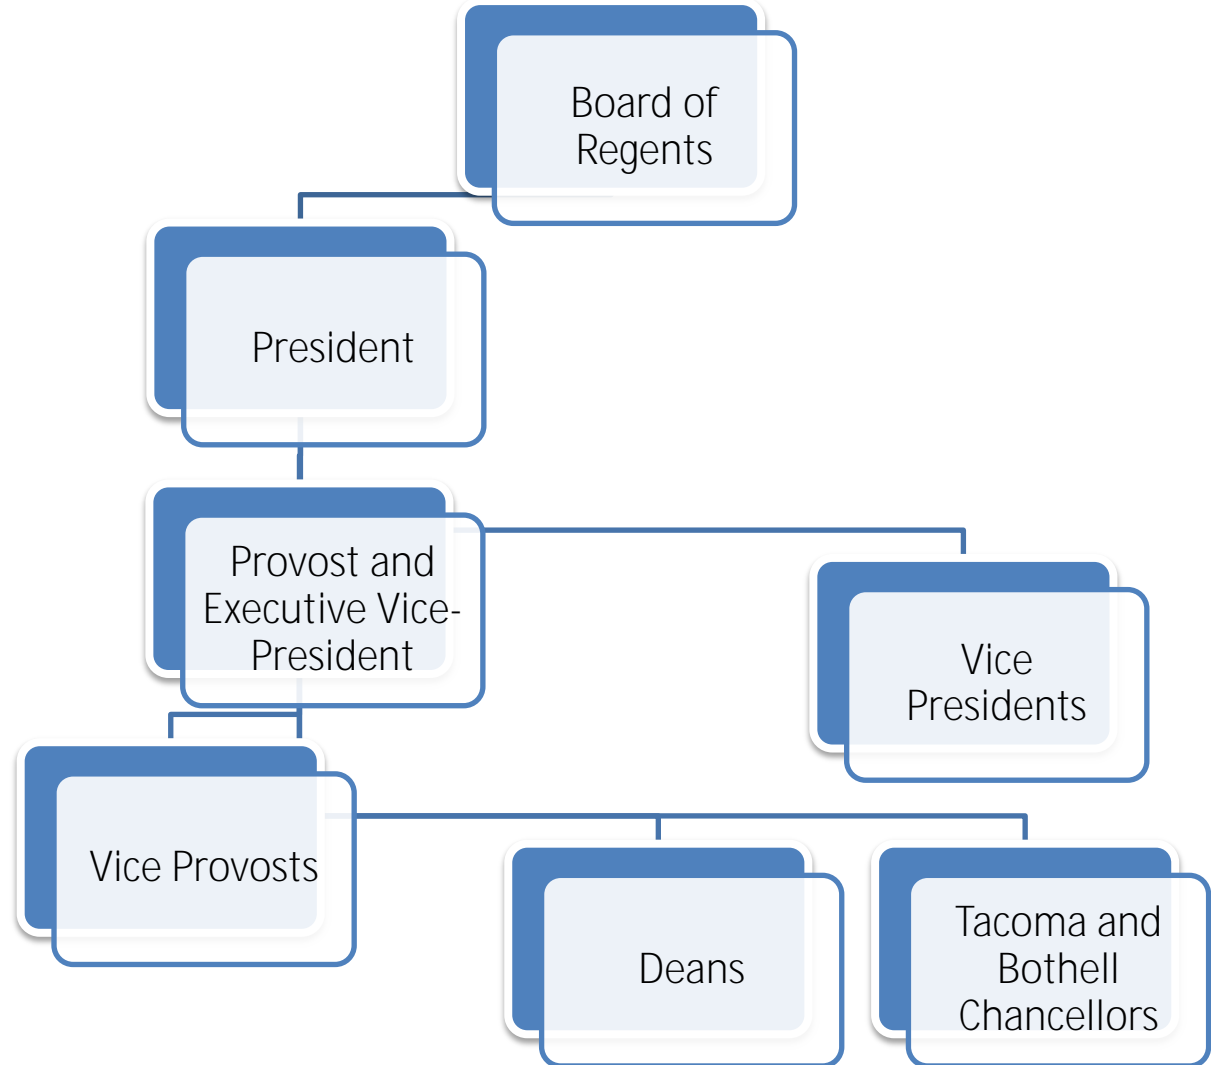 Board of
Regents
President
Provost and
Executive Vice-
President
Vice
Presidents
Vice Provosts
Deans
Tacoma and
Bothell
Chancellors